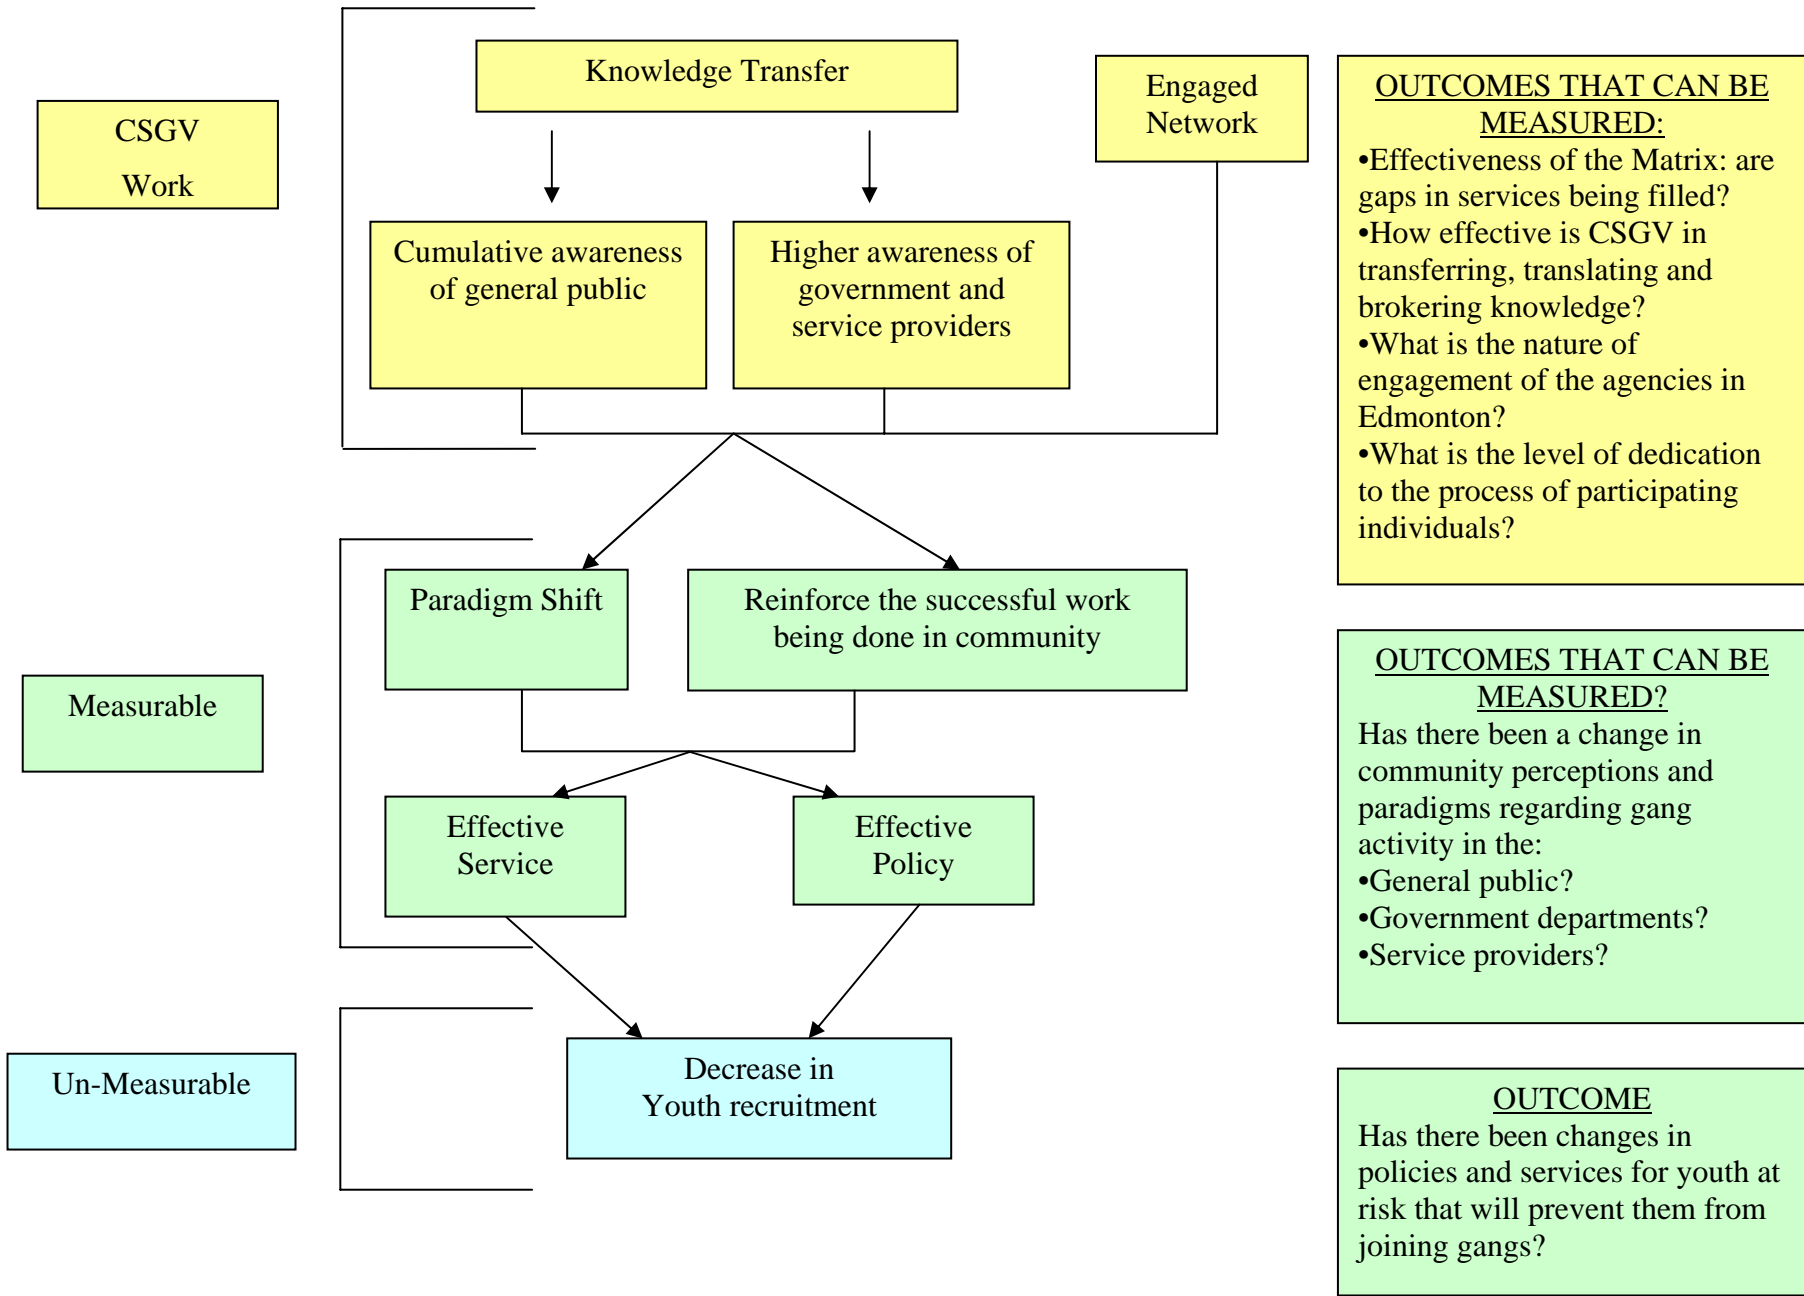 CSGV
Work
Knowledge Transfer
Engaged
Network
Cumulative awareness
of general public
Higher awareness of
government and
service providers
OUTCOMES THAT CAN BE
MEASURED:
•Effectiveness of the Matrix: are
gaps in services being filled?
•How effective is CSGV in
transferring, translating and
brokering knowledge?
•What is the nature of
engagement of the agencies in
Edmonton?
•What is the level of dedication
to the process of participating
individuals?
Measurable
Paradigm Shift
Reinforce the successful work
being done in community
Effective
Service
Effective
Policy
OUTCOMES THAT CAN BE
MEASURED?
Has there been a change in
community perceptions and
paradigms regarding gang
activity in the:
•General public?
•Government departments?
•Service providers?
Un-Measurable
Decrease in
Youth recruitment
OUTCOME
Has there been changes in
policies and services for youth at
risk that will prevent them from
joining gangs?